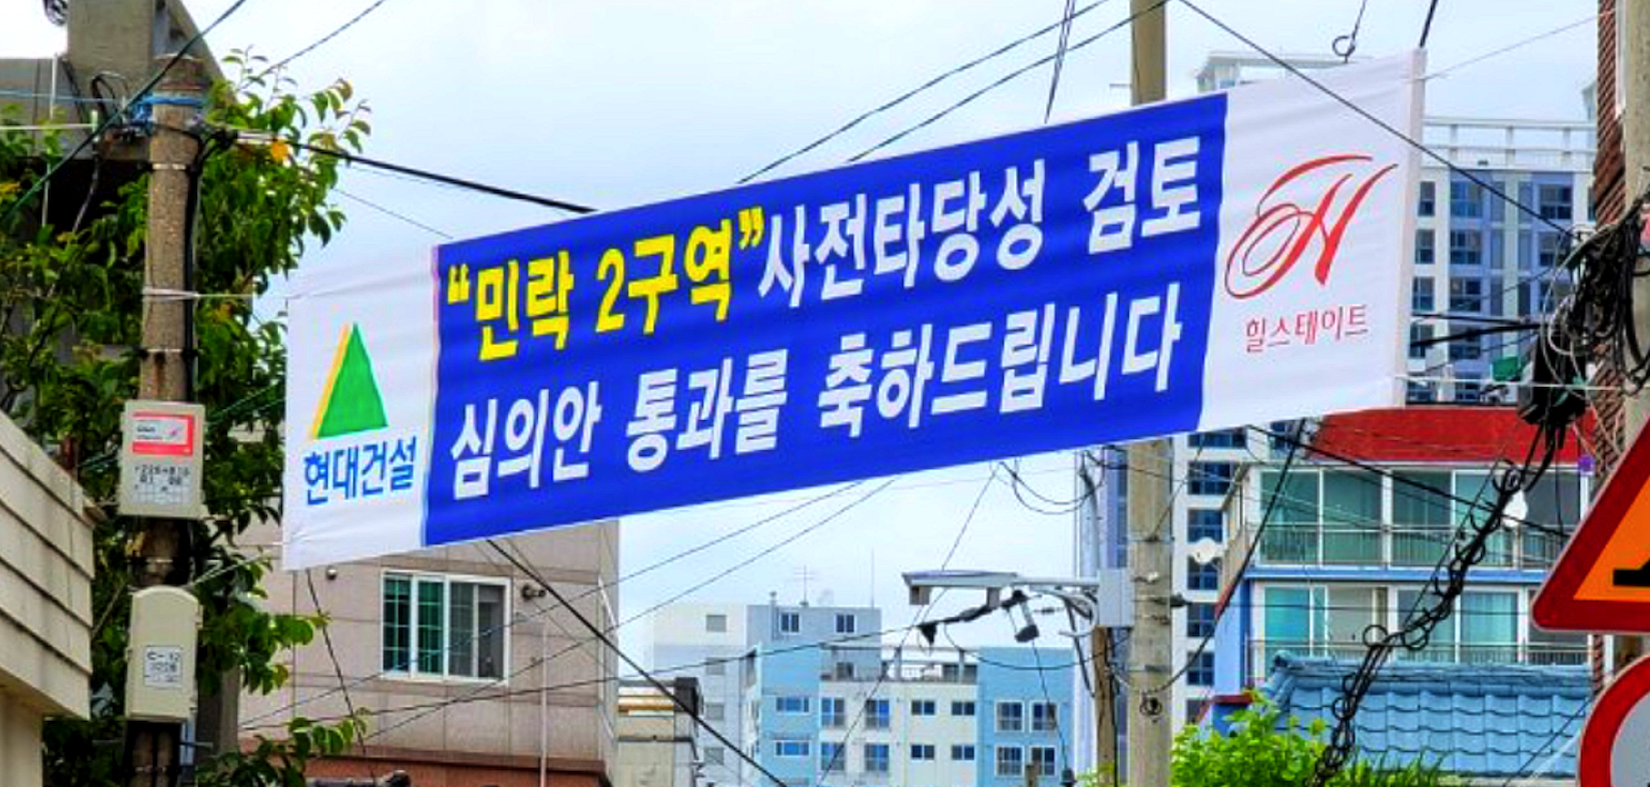 “민락 2구역”사전타당성 검토
심의안 통과를 축하드립니다
현대건설
힐스테이트